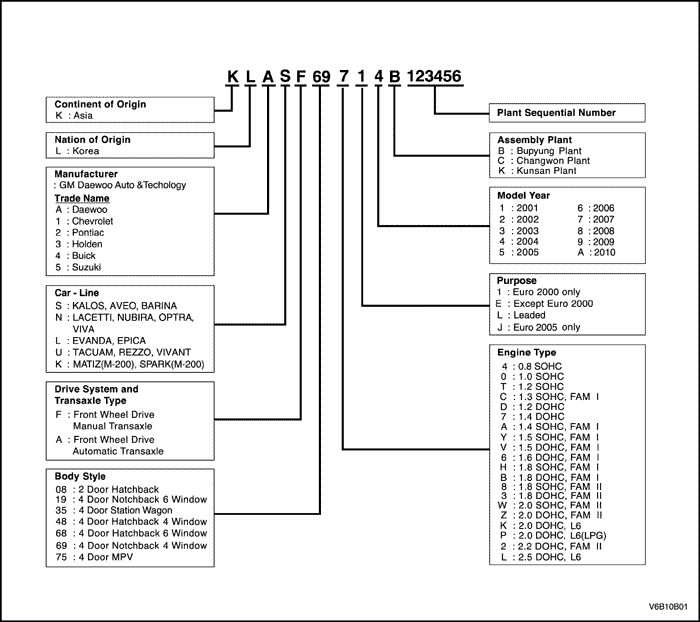 K L A S F 69 7 1 4 B 123456
Continent of Origin
K : Asia
Nation of Origin
L : Korea
Manufacturer
: GM Daewoo Auto &Techology
Trade Name
A : Daewoo
1 : Chevrolet
2 : Pontiac
3 : Holden
4 : Buick
5 : Suzuki
Car - Line
S : KALOS, AVEO, BARINA
N : LACETTI, NUBIRA, OPTRA,
VIVA
L : EVANDA, EPICA
U : TACUAM, REZZO, VIVANT
K : MATIZ(M-200), SPARK(M-200)
Drive System and
Transaxle Type
F : Front Wheel Drive
Manual Transaxle
A : Front Wheel Drive
Automatic Transaxle
Body Style
08 : 2 Door Hatchback
19 : 4 Door Notchback 6 Window
35 : 4 Door Station Wagon
48 : 4 Door Hatchback 4 Window
68 : 4 Door Hatchback 6 Window
69 : 4 Door Notchback 4 Window
75 : 4 Door MPV
Plant Sequential Number
Assembly Plant
B : Bupyung Plant
C : Changwon Plant
K : Kunsan Plant
Model Year
1 : 2001 6 : 2006
2 : 2002 7 : 2007
3 : 2003 8 : 2008
4 : 2004 9 : 2009
5 : 2005 A : 2010
Purpose
1 : Euro 2000 only
E : Except Euro 2000
L : Leaded
J : Euro 2005 only
Engine Type
4 : 0.8 SOHC
0 : 1.0 SOHC
T : 1.2 SOHC
C : 1.3 SOHC, FAM I
D : 1.2 DOHC
7 : 1.4 DOHC
A : 1.4 SOHC, FAM I
Y : 1.5 SOHC, FAM I
V : 1.5 DOHC, FAM I
6 : 1.6 DOHC, FAM I
H : 1.8 SOHC, FAM I
B : 1.8 DOHC, FAM I
8 : 1.8 SOHC, FAM II
3 : 1.8 DOHC, FAM II
W : 2.0 SOHC, FAM II
Z : 2.0 DOHC, FAM II
K : 2.0 DOHC, L6
P : 2.0 DOHC, L6(LPG)
2 : 2.2 DOHC, FAM II
L : 2.5 DOHC, L6
V6B10B01